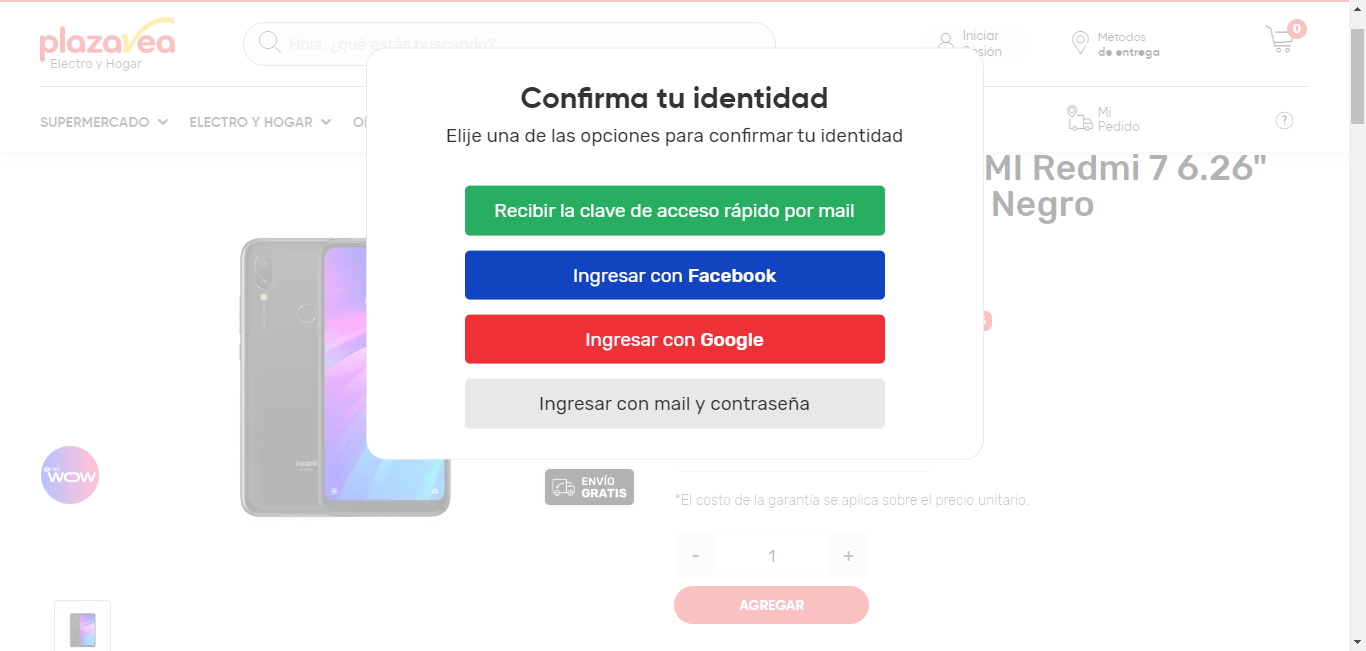 plazavea
Electro y Hogar
Hola, ¿qué estás buscando?
Iniciar
Sesión
Métodos
de entrega
0
SUPERMERCADO
ELECTRO Y HOGAR
Mi
Pedido
?
Confirma tu identidad
Elije una de las opciones para confirmar tu identidad
Recibir la clave de acceso rápido por mail
Ingresar con Facebook
Ingresar con Google
Ingresar con mail y contraseña
MI Redmi 7 6.26"
Negro
Redmi
WOW
ENVÍO
GRATIS
*El costo de la garantía se aplica sobre el precio unitario.
- 1 +
AGREGAR